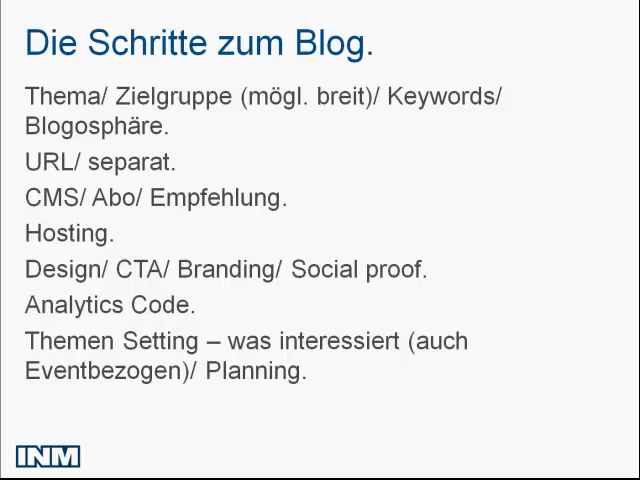 Die Schritte zum Blog.
Thema/ Zielgruppe (mögl. breit)/ Keywords/
Blogosphäre.
URL/ separat.
CMS/ Abo/ Empfehlung.
Hosting.
Design/ CTA/ Branding/ Social proof.
Analytics Code.
Themen Setting – was interessiert (auch
Eventbezogen)/ Planning.
INM